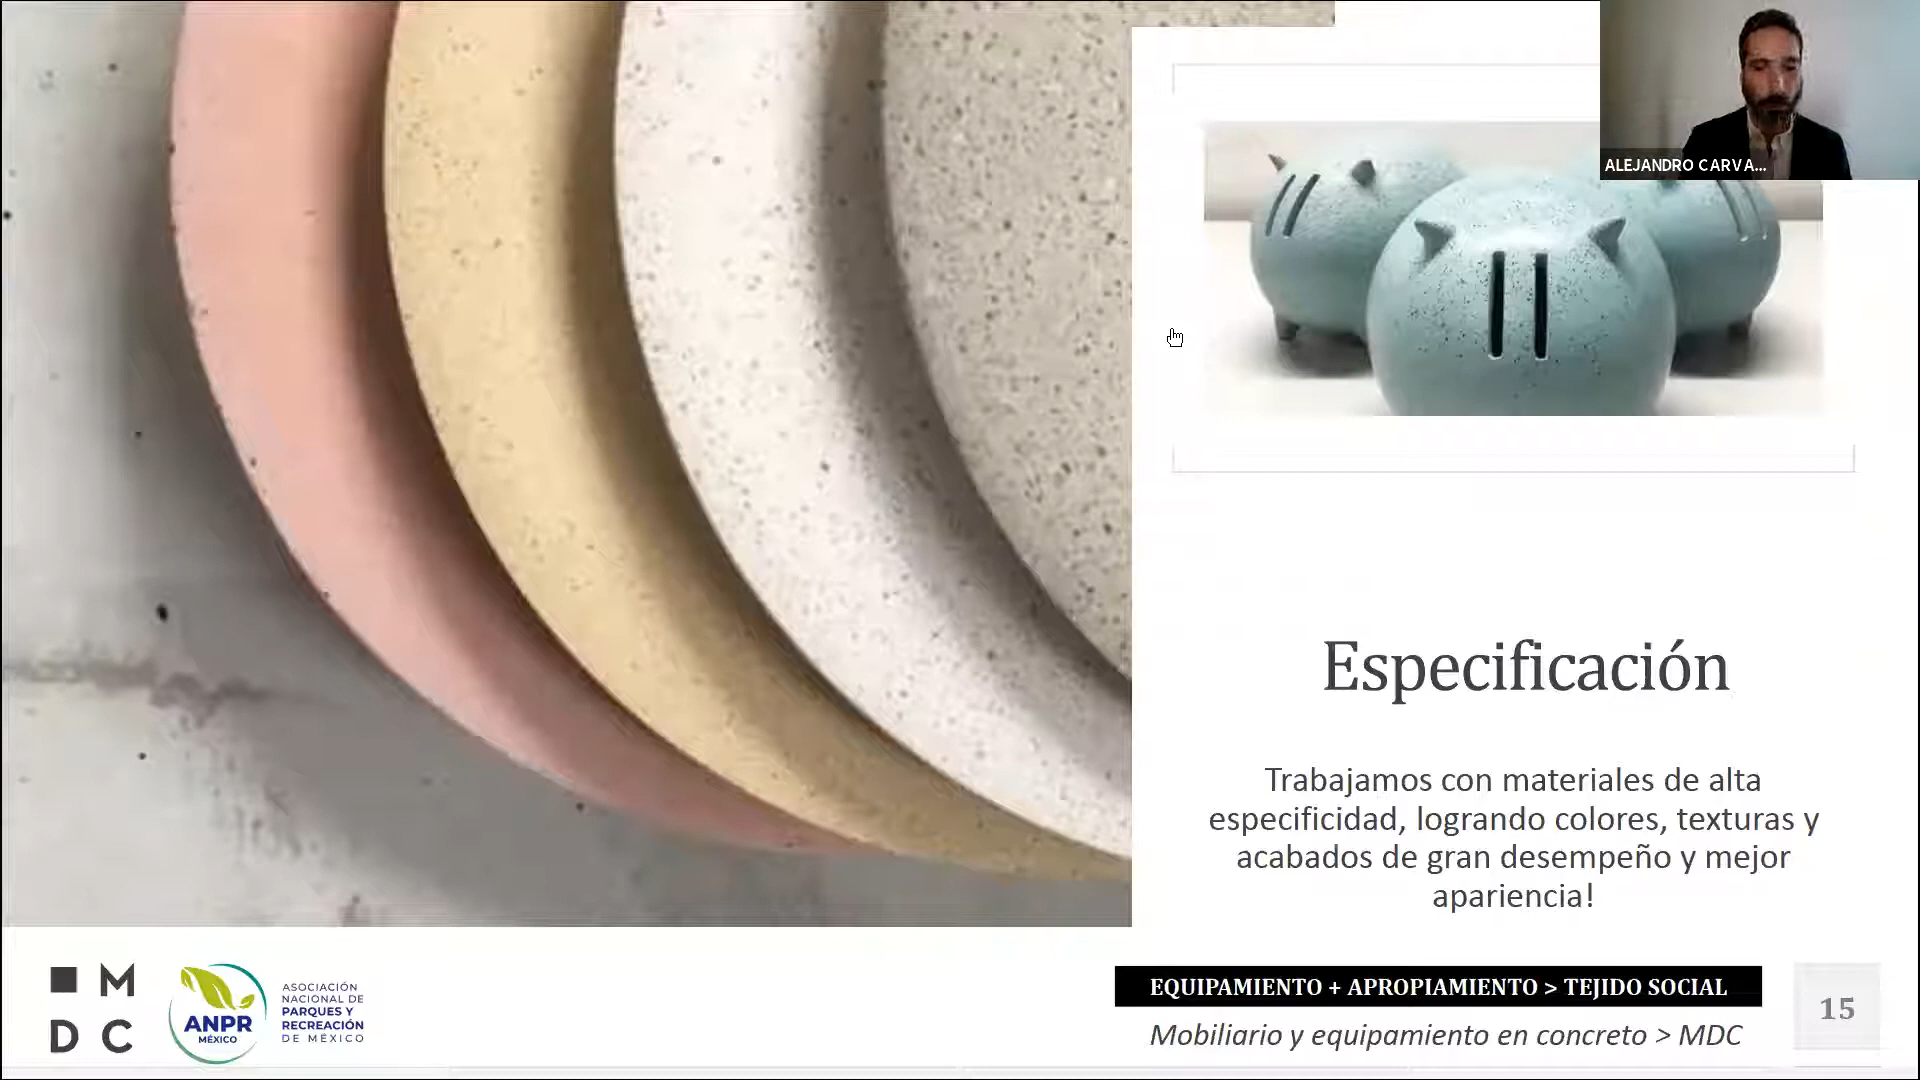 ALEJANDRO CARVA...
Especificación
Trabajamos con materiales de alta
especificidad, logrando colores, texturas y
acabados de gran desempeño y mejor
apariencia!
M
DC
ANPR
MÉXICO
ASOCIACIÓN
NACIONAL DE
PARQUES Y
RECREACIÓN
DE MÉXICO
EQUIPAMIENTO + APROPIAMIENTO > TEJIDO SOCIAL
Mobiliario y equipamiento en concreto > MDC
15